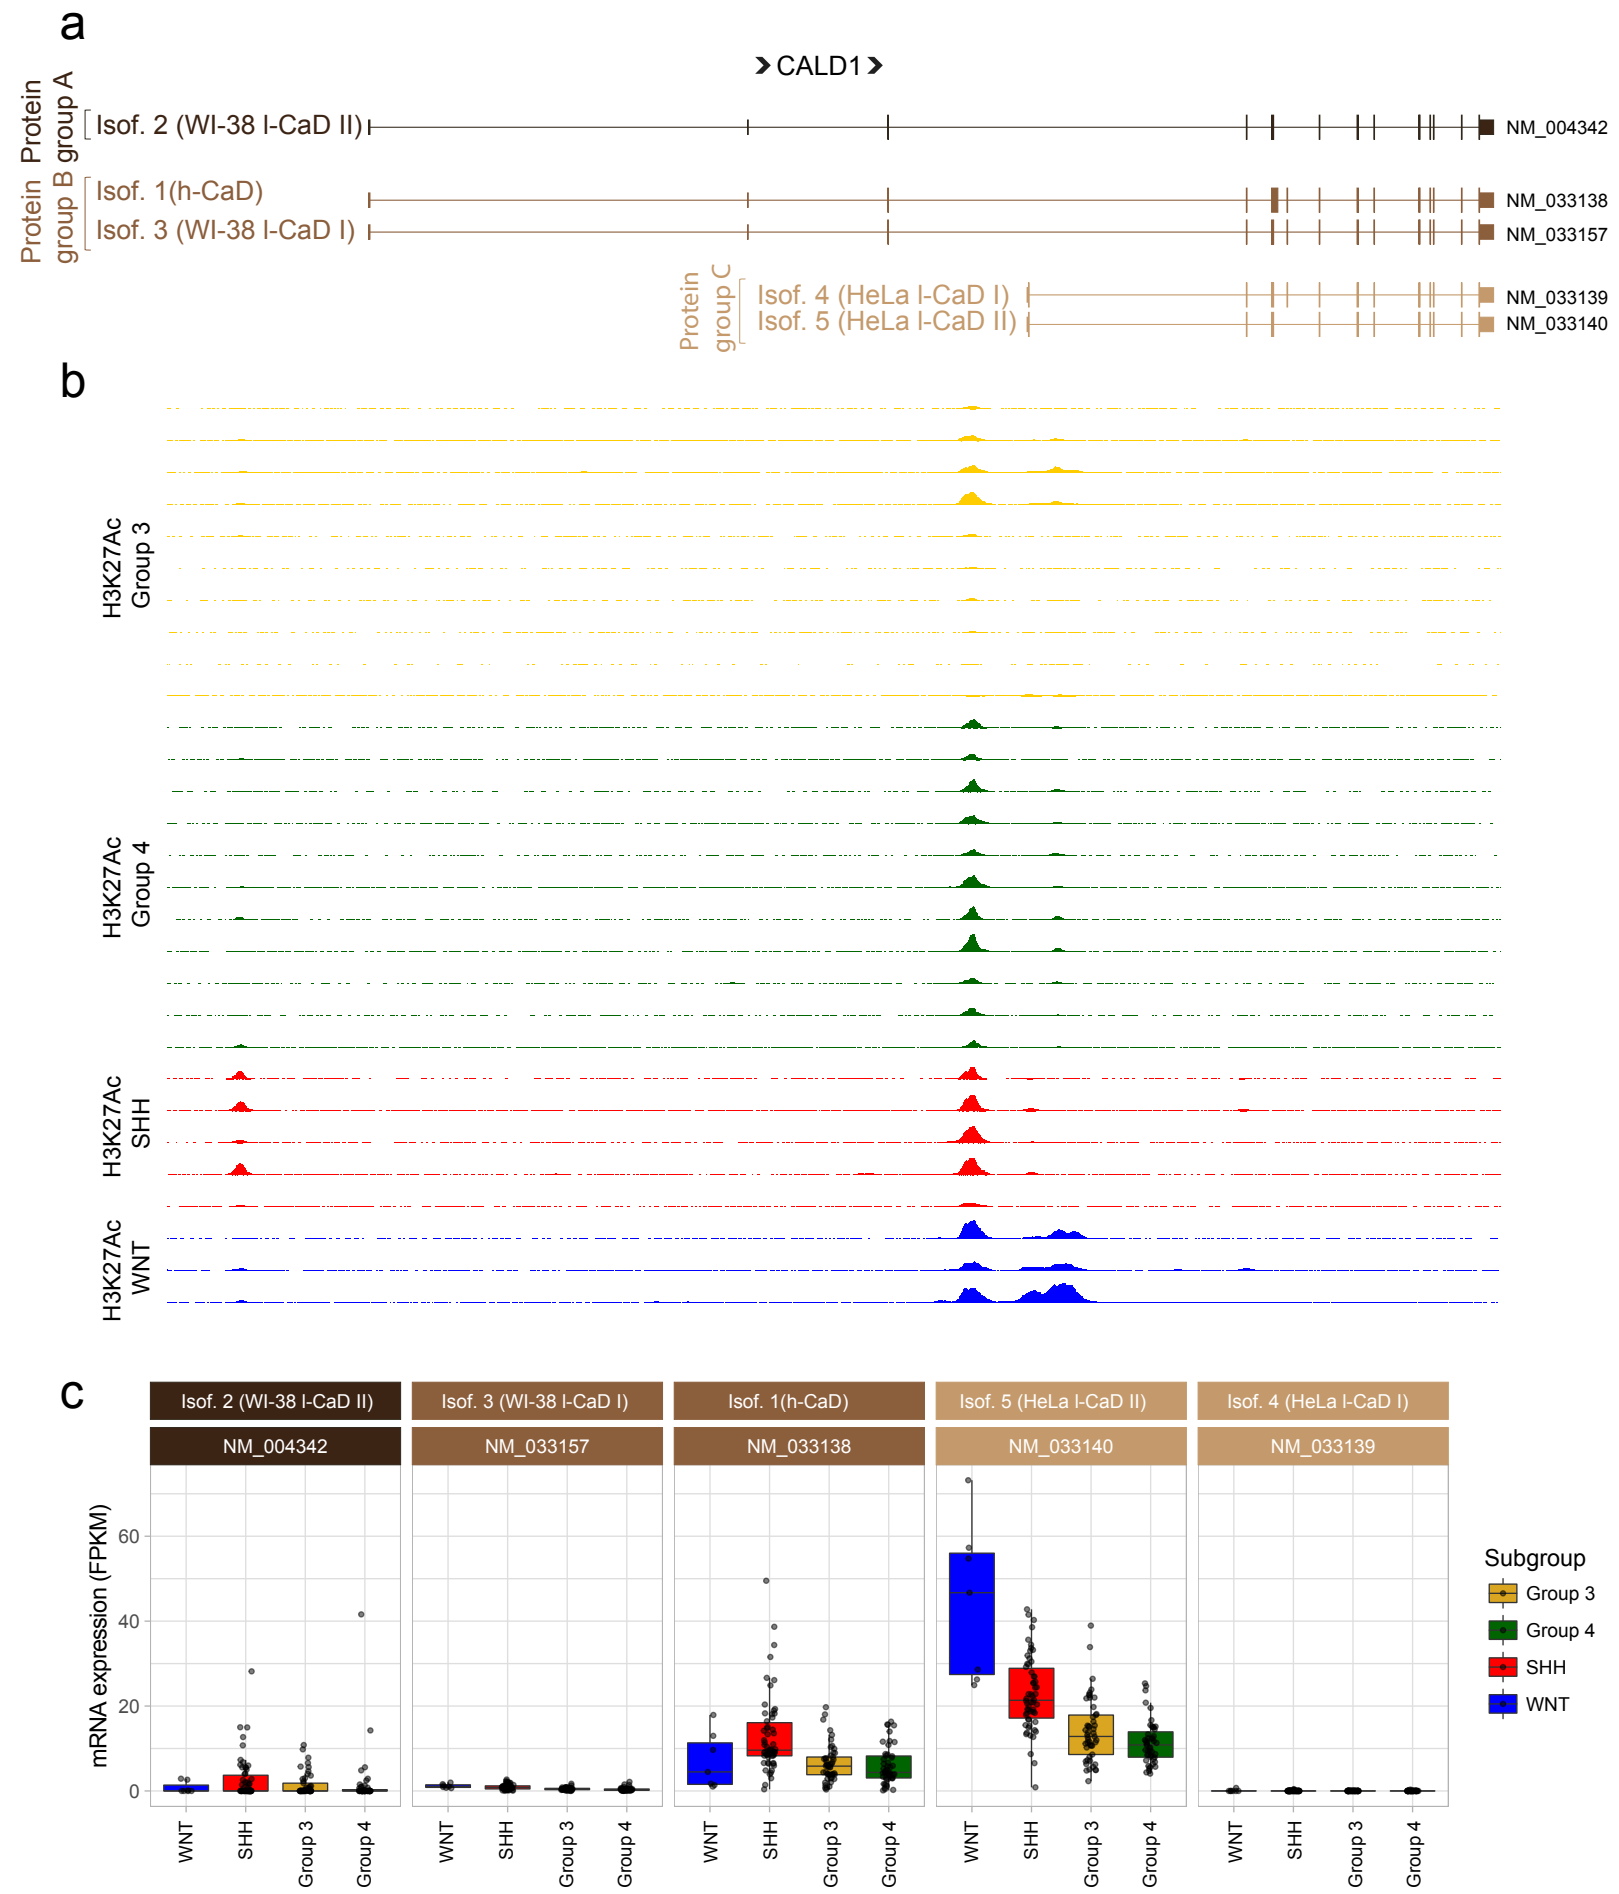 a
CALD1
Protein
group A
Isof. 2 (WI-38 l-CaD II)
NM_004342
Protein
group B
Isof. 1(h-CaD)
NM_033138
Isof. 3 (WI-38 l-CaD I)
NM_033157
Protein
group C
Isof. 4 (HeLa l-CaD I)
NM_033139
Isof. 5 (HeLa l-CaD II)
NM_033140
b
H3K27Ac
Group 3
H3K27Ac
Group 4
H3K27Ac
SHH
H3K27Ac
WNT
c
Isof. 2 (WI-38 l-CaD II)
Isof. 3 (WI-38 l-CaD I)
Isof. 1(h-CaD)
Isof. 5 (HeLa l-CaD II)
Isof. 4 (HeLa l-CaD I)
NM_004342
NM_033157
NM_033138
NM_033140
NM_033139
mRNA expression (FPKM)
60
40
20
0
WNT
SHH
Group 3
Group 4
WNT
SHH
Group 3
Group 4
WNT
SHH
Group 3
Group 4
WNT
SHH
Group 3
Group 4
WNT
SHH
Group 3
Group 4
Subgroup
Group 3
Group 4
SHH
WNT